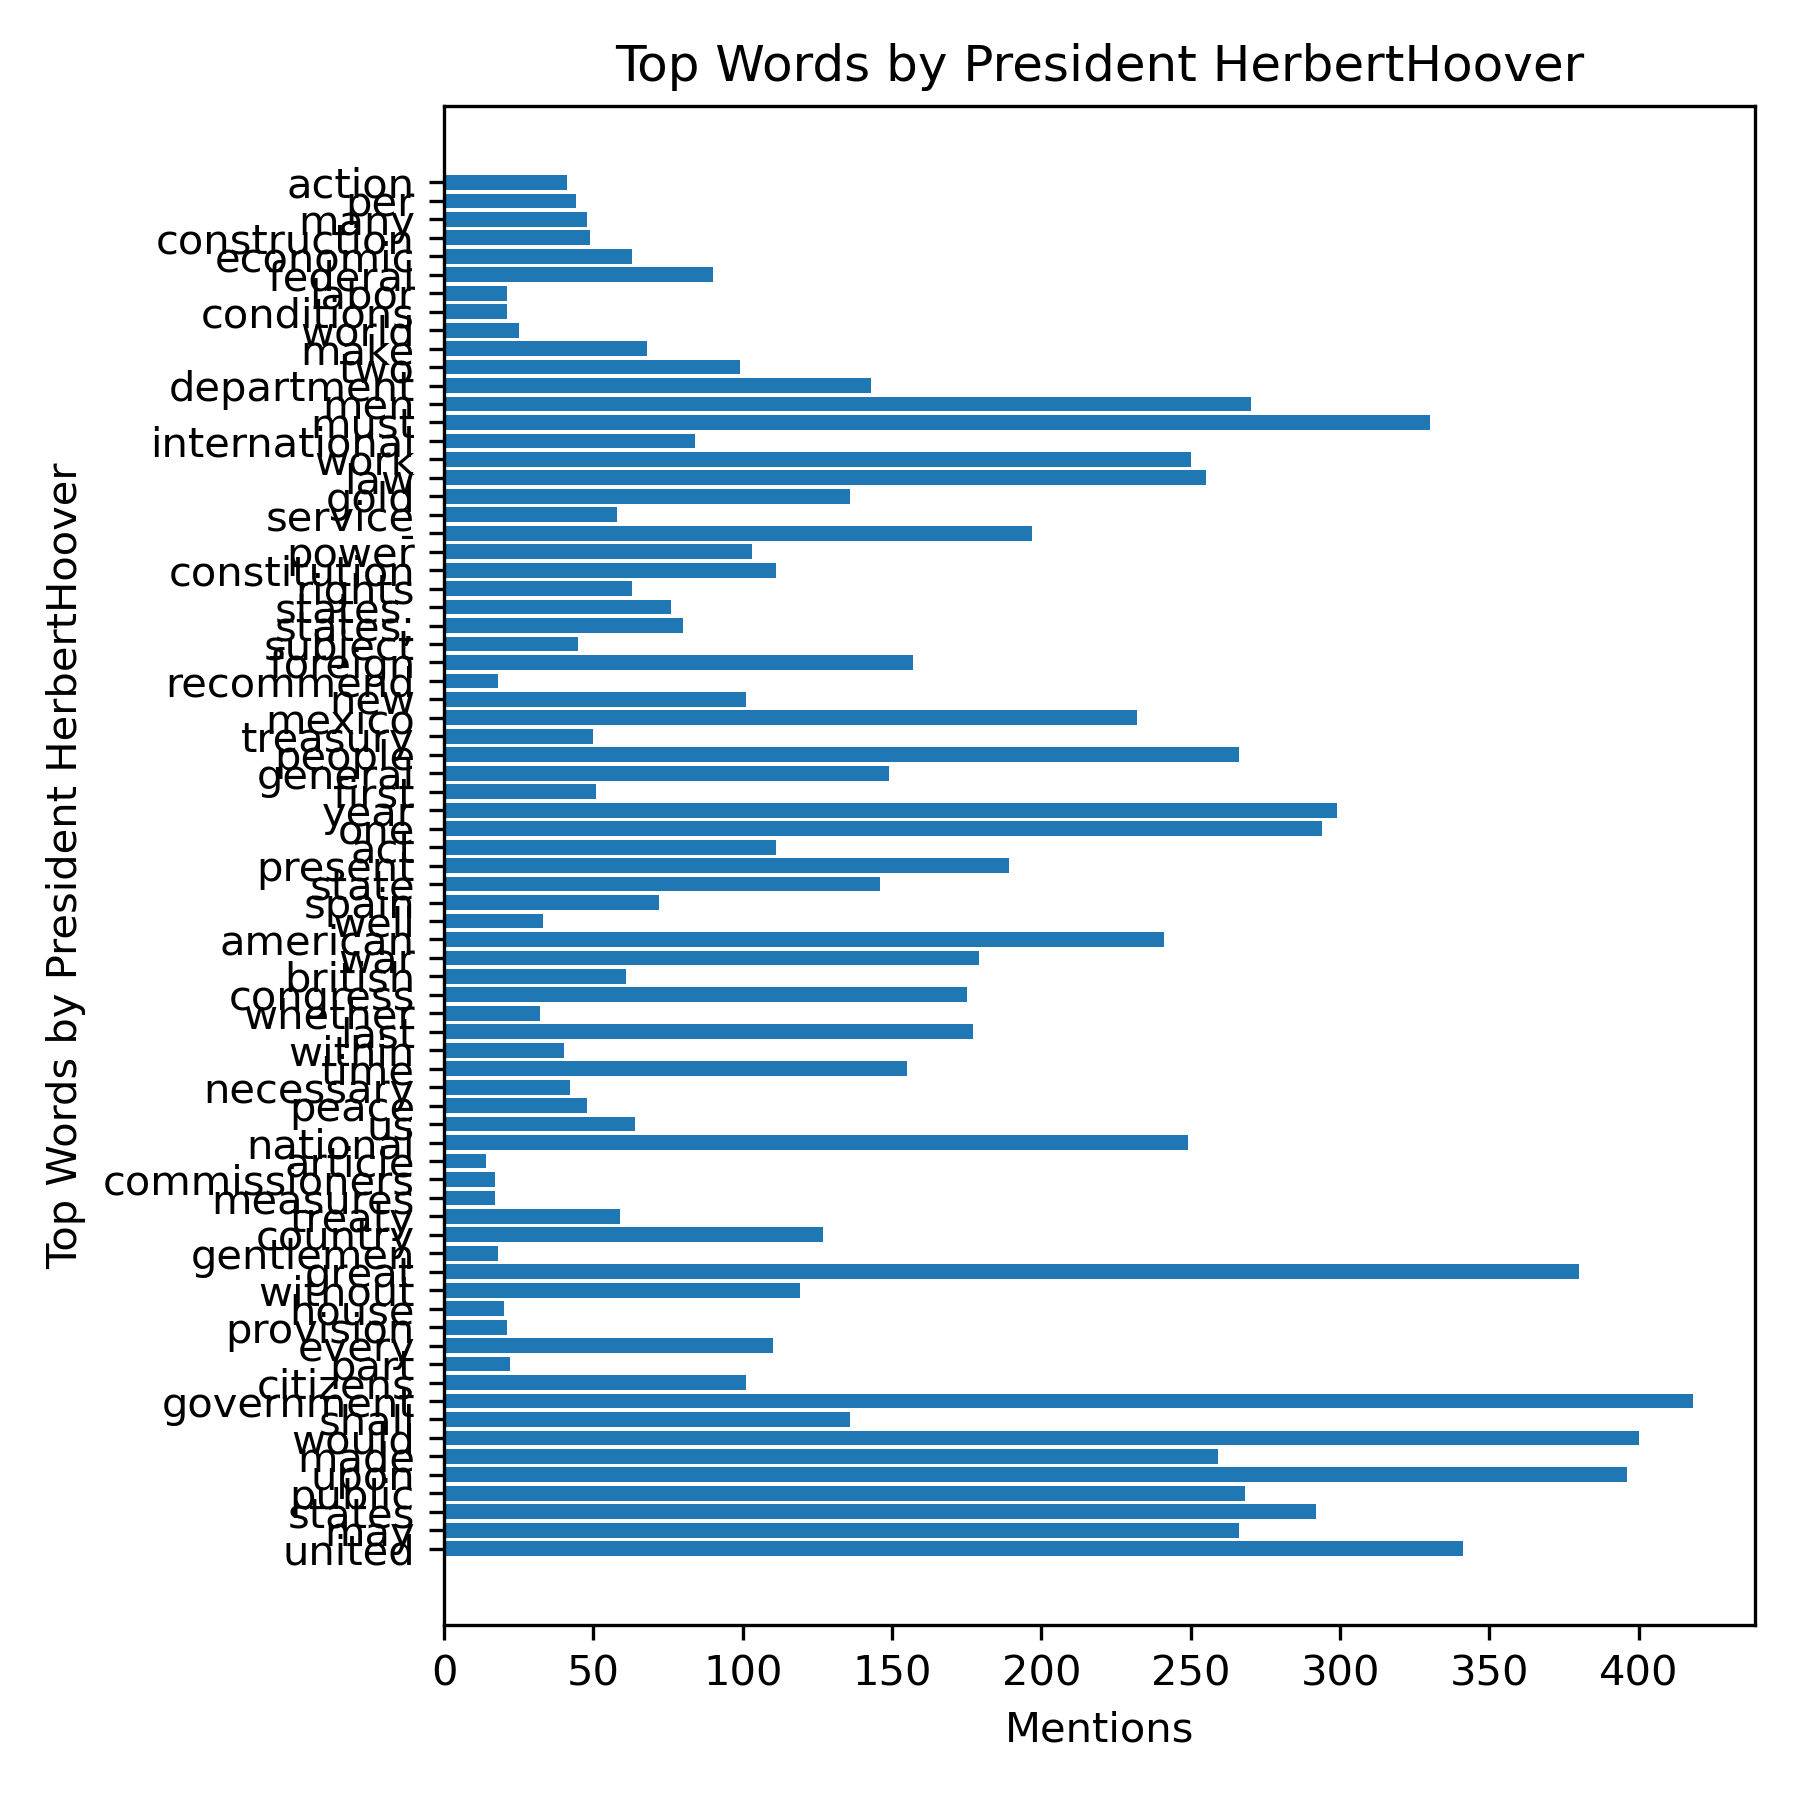 Top Words by President HerbertHoover
action
per
many
construction
economic
federal
labor
conditions
world
make
two
department
men
must
international
work
law
gold
service
-
power
constitution
rights
states.
states,
subject
foreign
recommend
new
mexico
treasury
people
general
first
year
one
act
present
state
spain
well
american
war
british
congress
whether
last
within
time
necessary
peace
us
national
article
commissioners
measures
treaty
country
gentlemen
great
without
house
provision
every
part
citizens
government
shall
would
made
upon
public
states
may
united
Top Words by President HerbertHoover
0 50 100 150 200 250 300 350 400
Mentions